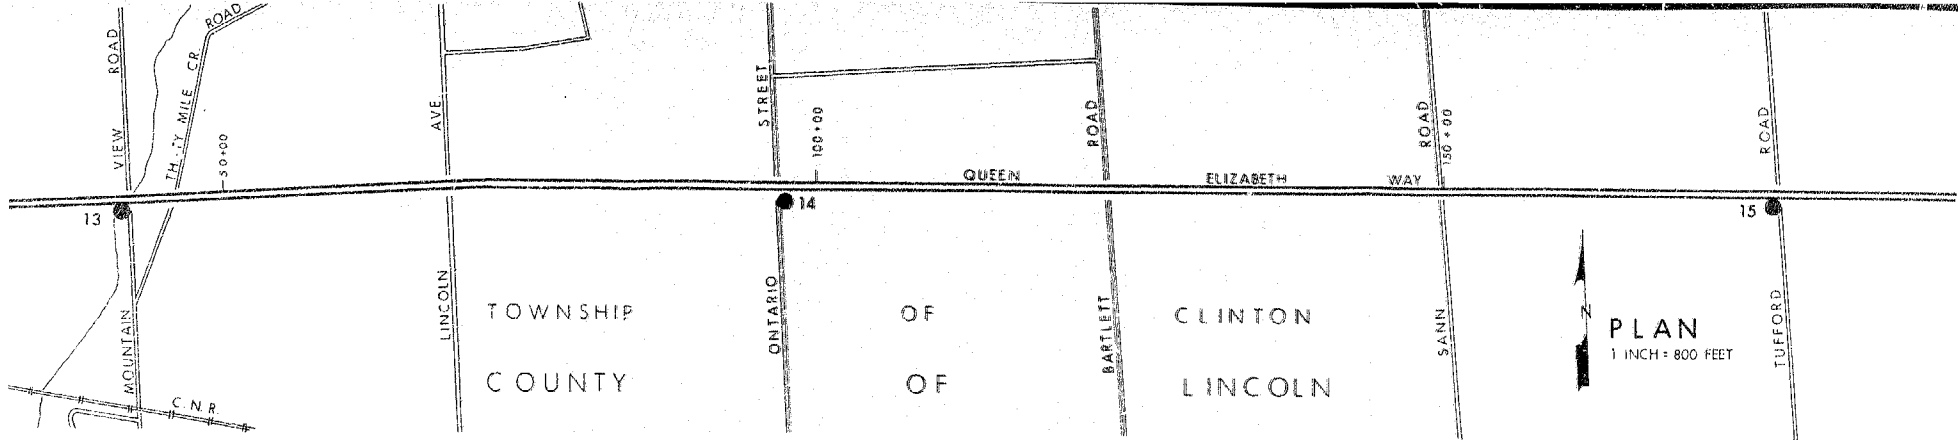 MOUNTAIN VIEW ROAD
MILE CR ROAD
50+00
LINCOLN AVE
ONTARIO STREET
100+00
BARTLETT ROAD
SANN ROAD
150+00
TUFFORD ROAD
QUEEN ELIZABETH WAY
13
14
15
TOWNSHIP OF CLINTON
COUNTY OF LINCOLN
C.N.R.
N
PLAN
1 INCH = 800 FEET